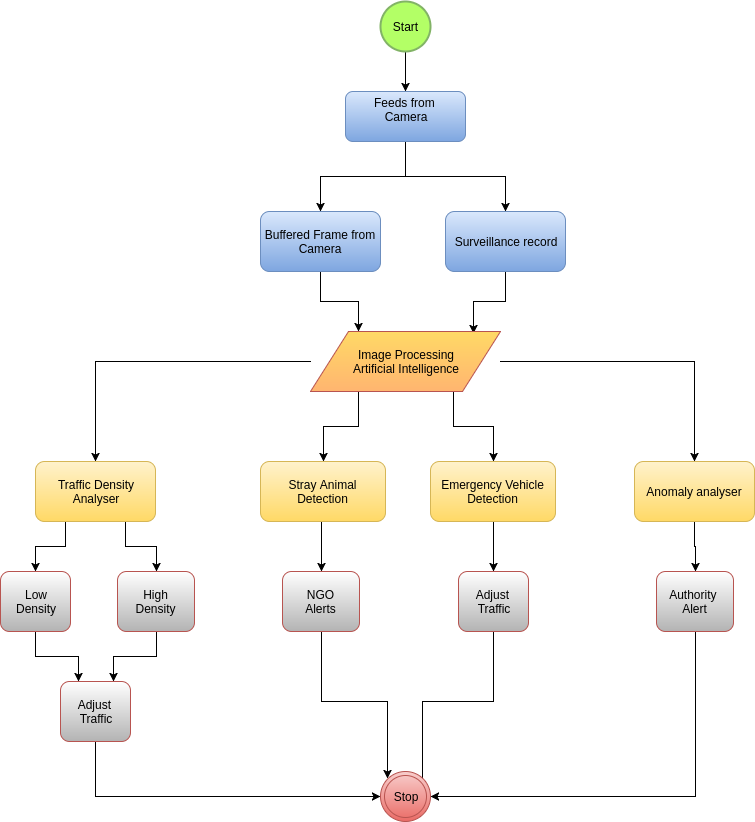 Start
Feeds from
Camera
Buffered Frame from
Camera
Surveillance record
Image Processing
Artificial Intelligence
Traffic Density
Analyser
Stray Animal
Detection
Emergency Vehicle
Detection
Anomaly analyser
Low
Density
High
Density
NGO
Alerts
Adjust
Traffic
Authority
Alert
Adjust
Traffic
Stop